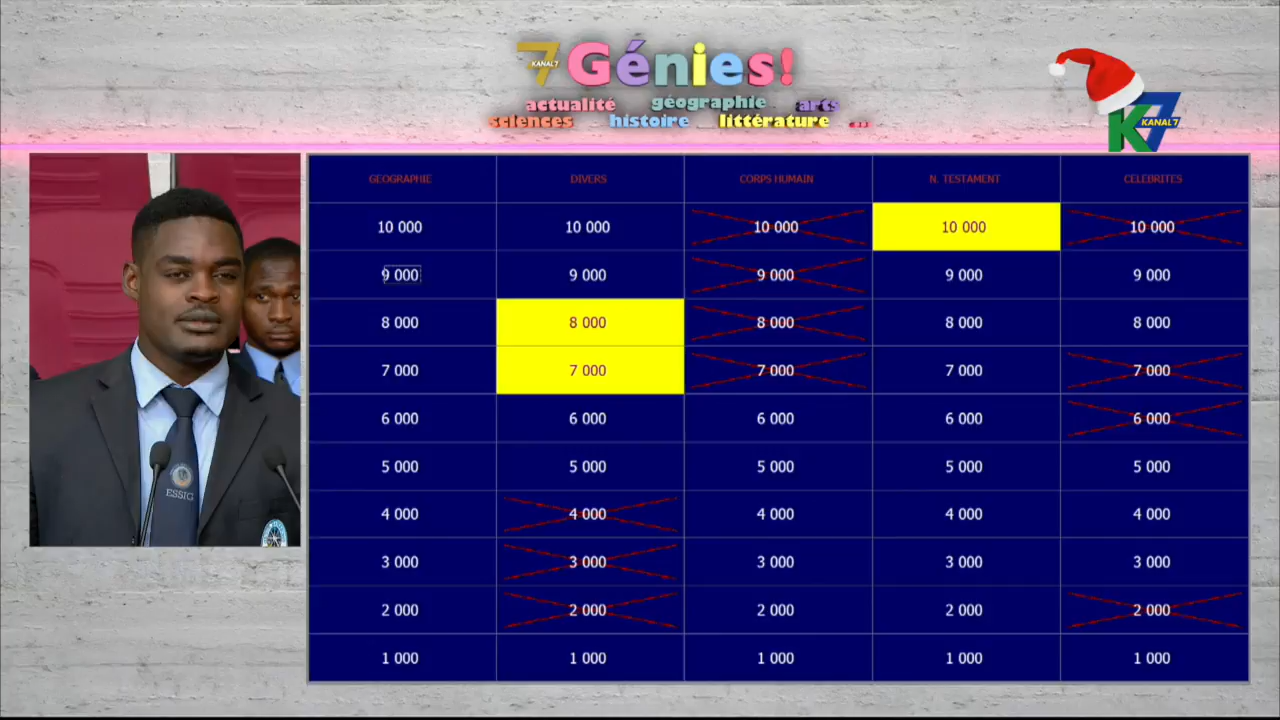 7 Génies!
KANAL7
actualité géographie arts
sciences histoire littérature ...
K7
KANAL7
ESSIG
GEOGRAPHIE DIVERS CORPS HUMAIN N. TESTAMENT CELEBRITES
10 000 10 000 10 000 10 000 10 000
9 000 9 000 9 000 9 000 9 000
8 000 8 000 8 000 8 000 8 000
7 000 7 000 7 000 7 000 7 000
6 000 6 000 6 000 6 000 6 000
5 000 5 000 5 000 5 000 5 000
4 000 4 000 4 000 4 000 4 000
3 000 3 000 3 000 3 000 3 000
2 000 2 000 2 000 2 000 2 000
1 000 1 000 1 000 1 000 1 000